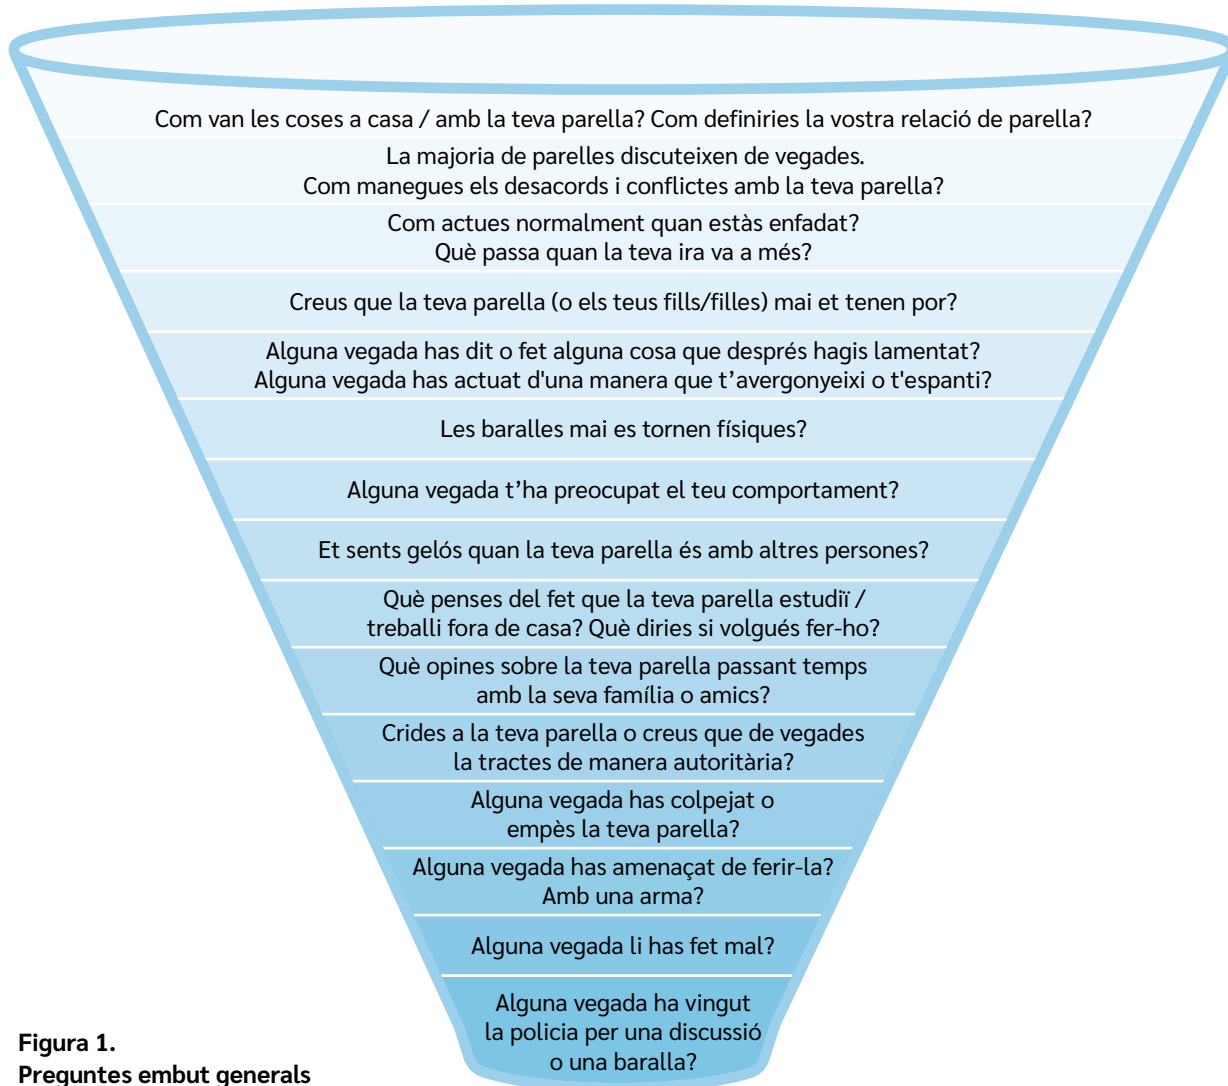 Com van les coses a casa / amb la teva parella? Com definiries la vostra relació de parella?
La majoria de parelles discuteixen de vegades.
Com manegues els desacords i conflictes amb la teva parella?
Com actues normalment quan estàs enfadat?
Què passa quan la teva ira va a més?
Creus que la teva parella (o els teus fills/filles) mai et tenen por?
Alguna vegada has dit o fet alguna cosa que després hagis lamentat?
Alguna vegada has actuat d'una manera que t’avergonyeixi o t'espanti?
Les baralles mai es tornen físiques?
Alguna vegada t’ha preocupat el teu comportament?
Et sents gelós quan la teva parella és amb altres persones?
Què penses del fet que la teva parella estudiï /
treballi fora de casa? Què diries si volgués fer-ho?
Què opines sobre la teva parella passant temps
amb la seva família o amics?
Crides a la teva parella o creus que de vegades
la tractes de manera autoritària?
Alguna vegada has colpejat o
empès la teva parella?
Alguna vegada has amenaçat de ferir-la?
Amb una arma?
Alguna vegada li has fet mal?
Alguna vegada ha vingut
la policia per una discussió
o una baralla?
Figura 1.
Preguntes embut generals